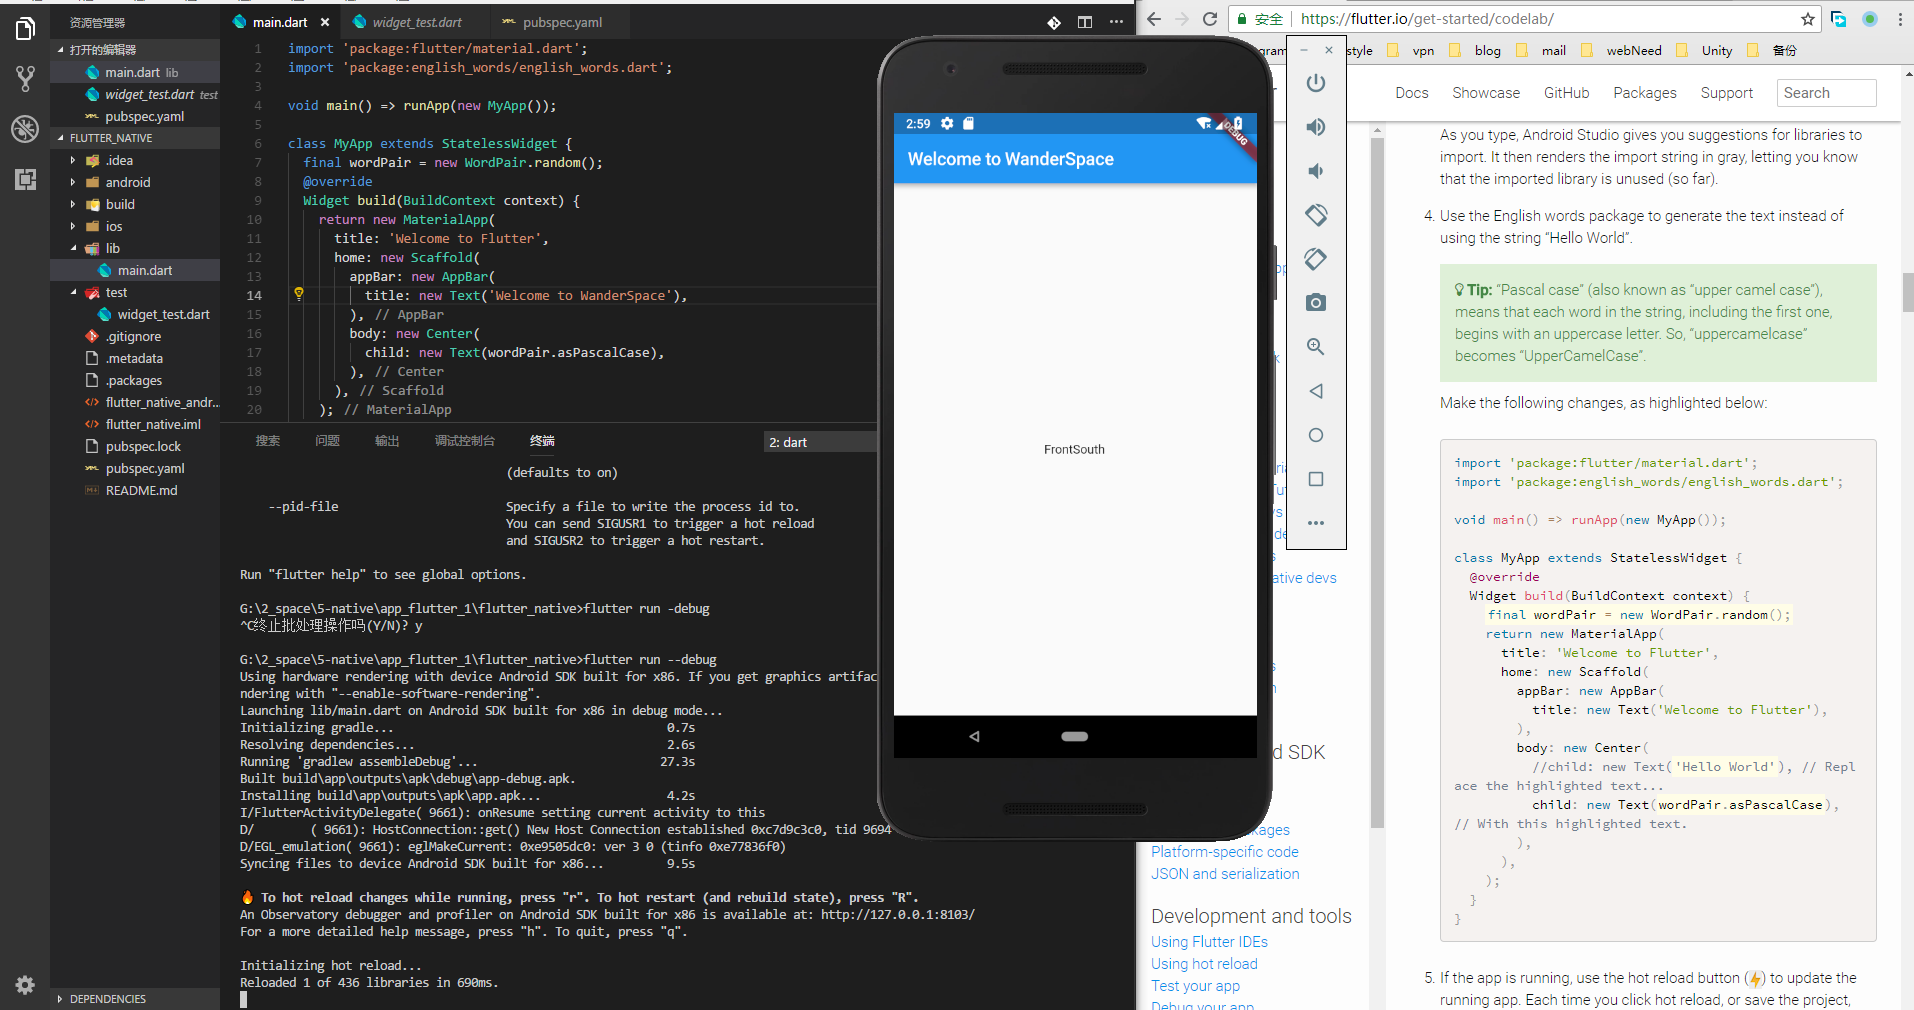 资源管理器
打开的编辑器
main.dart lib
widget_test.dart test
pubspec.yaml
FLUTTER_NATIVE
.idea
android
build
ios
lib
main.dart
test
widget_test.dart
.gitignore
.metadata
.packages
flutter_native_andr...
flutter_native.iml
pubspec.lock
pubspec.yaml
README.md
DEPENDENCIES
main.dart
widget_test.dart
pubspec.yaml
1 import 'package:flutter/material.dart';
2 import 'package:english_words/english_words.dart';
3
4 void main() => runApp(new MyApp());
5
6 class MyApp extends StatelessWidget {
7 final wordPair = new WordPair.random();
8 @override
9 Widget build(BuildContext context) {
10 return new MaterialApp(
11 title: 'Welcome to Flutter',
12 home: new Scaffold(
13 appBar: new AppBar(
14 title: new Text('Welcome to WanderSpace'),
15 ), // AppBar
16 body: new Center(
17 child: new Text(wordPair.asPascalCase),
18 ), // Center
19 ), // Scaffold
20 ); // MaterialApp
搜索 问题 输出 调试控制台 终端 2: dart
(defaults to on)
--pid-file Specify a file to write the process id to.
You can send SIGUSR1 to trigger a hot reload
and SIGUSR2 to trigger a hot restart.
Run "flutter help" to see global options.
G:\2_space\5-native\app_flutter_1\flutter_native>flutter run -debug
^C终止批处理操作吗(Y/N)? y
G:\2_space\5-native\app_flutter_1\flutter_native>flutter run --debug
Using hardware rendering with device Android SDK built for x86. If you get graphics artifac
ndering with "--enable-software-rendering".
Launching lib/main.dart on Android SDK built for x86 in debug mode...
Initializing gradle... 0.7s
Resolving dependencies... 2.6s
Running 'gradlew assembleDebug'... 27.3s
Built build\app\outputs\apk\debug\app-debug.apk.
Installing build\app\outputs\apk\app.apk... 4.2s
I/FlutterActivityDelegate( 9661): onResume setting current activity to this
D/ ( 9661): HostConnection::get() New Host Connection established 0xc7d9c3c0, tid 9694
D/EGL_emulation( 9661): eglMakeCurrent: 0xe9505dc0: ver 3 0 (tinfo 0xe77836f0)
Syncing files to device Android SDK built for x86... 9.5s
🔥 To hot reload changes while running, press "r". To hot restart (and rebuild state), press "R".
An Observatory debugger and profiler on Android SDK built for x86 is available at: http://127.0.0.1:8103/
For a more detailed help message, press "h". To quit, press "q".
Initializing hot reload...
Reloaded 1 of 436 libraries in 690ms.
2:59
DEBUG
Welcome to WanderSpace
FrontSouth
安全 https://flutter.io/get-started/codelab/
style vpn blog mail webNeed Unity 备份
Docs Showcase GitHub Packages Support Search
ative devs
d SDK
ages
Platform-specific code
JSON and serialization
Development and tools
Using Flutter IDEs
Using hot reload
Test your app
Debug your app
As you type, Android Studio gives you suggestions for libraries to
import. It then renders the import string in gray, letting you know
that the imported library is unused (so far).
4. Use the English words package to generate the text instead of
using the string “Hello World”.
Tip: “Pascal case” (also known as “upper camel case”),
means that each word in the string, including the first one,
begins with an uppercase letter. So, “uppercamelcase”
becomes “UpperCamelCase”.
Make the following changes, as highlighted below:
import 'package:flutter/material.dart';
import 'package:english_words/english_words.dart';
void main() => runApp(new MyApp());
class MyApp extends StatelessWidget {
@override
Widget build(BuildContext context) {
final wordPair = new WordPair.random();
return new MaterialApp(
title: 'Welcome to Flutter',
home: new Scaffold(
appBar: new AppBar(
title: new Text('Welcome to Flutter'),
),
body: new Center(
//child: new Text('Hello World'), // Repl
ace the highlighted text...
child: new Text(wordPair.asPascalCase),
// With this highlighted text.
),
),
);
}
}
5. If the app is running, use the hot reload button (⚡) to update the
running app. Each time you click hot reload, or save the project,